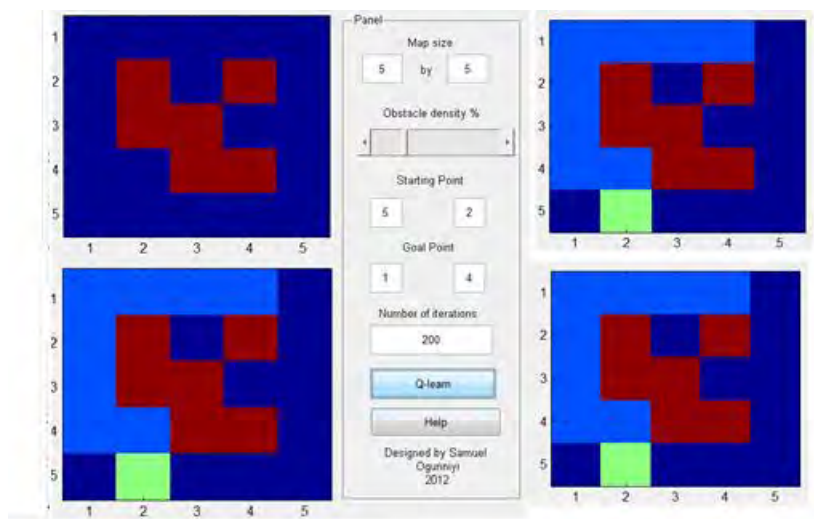 Panel
Map size
5 by 5
Obstacle density %
Starting Point
5 2
Goal Point
1 4
Number of iterations
200
Q-learn
Help
Designed by Samuel
Ogunniyi
2012
1
2
3
4
5
1 2 3 4 5
1
2
3
4
5
1 2 3 4 5
1
2
3
4
5
1 2 3 4 5
1
2
3
4
5
1 2 3 4 5